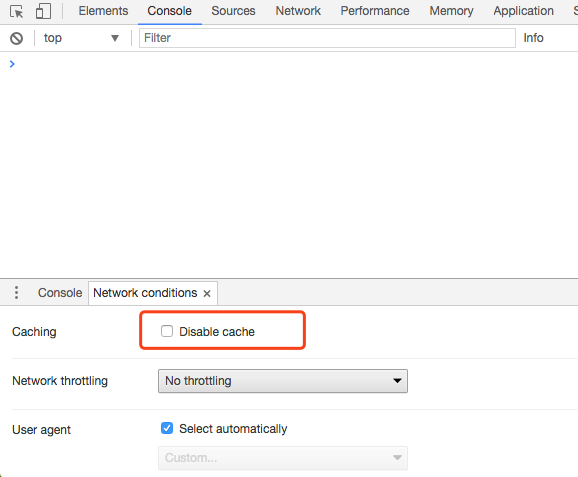 Elements Console Sources Network Performance Memory Application S
top Filter Info
Console Network conditions
Caching Disable cache
Network throttling No throttling
User agent Select automatically
Custom...